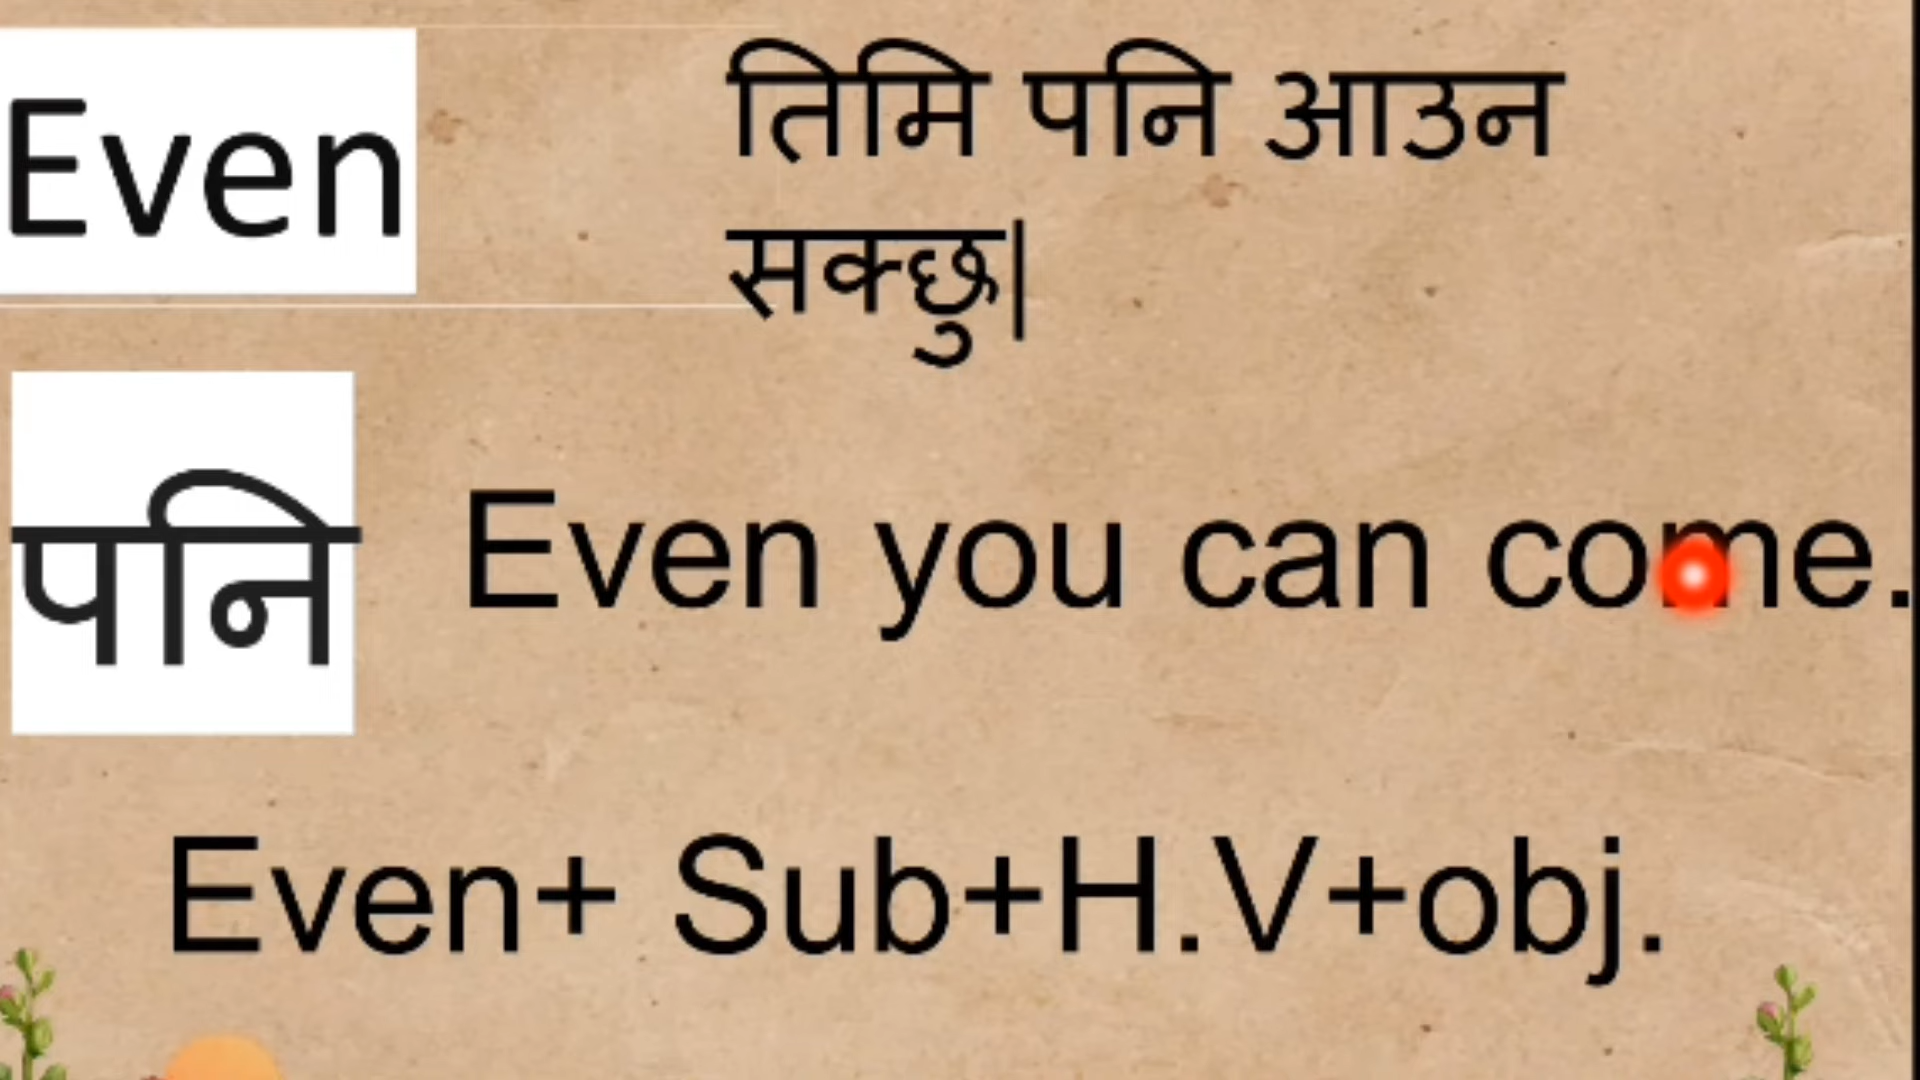 Even
तिमि पनि आउन
सक्छु|
पनि
Even you can come.
Even+ Sub+H.V+obj.